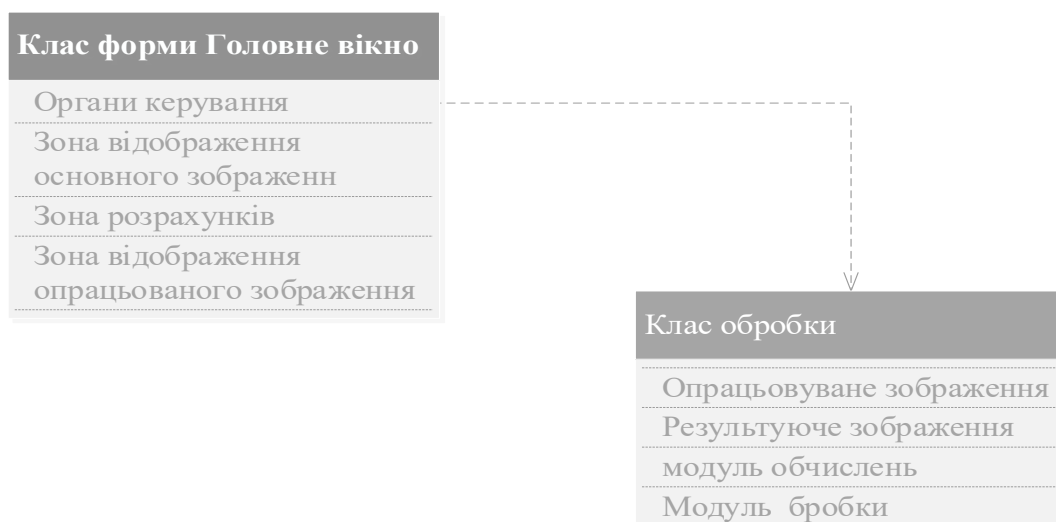 Клас форми Головне вікно
Органи керування
Зона відображення
основного зображенн
Зона розрахунків
Зона відображення
опрацьованого зображення
Клас обробки
Опрацьовуване зображення
Результуюче зображення
модуль обчислень
Модуль бробки